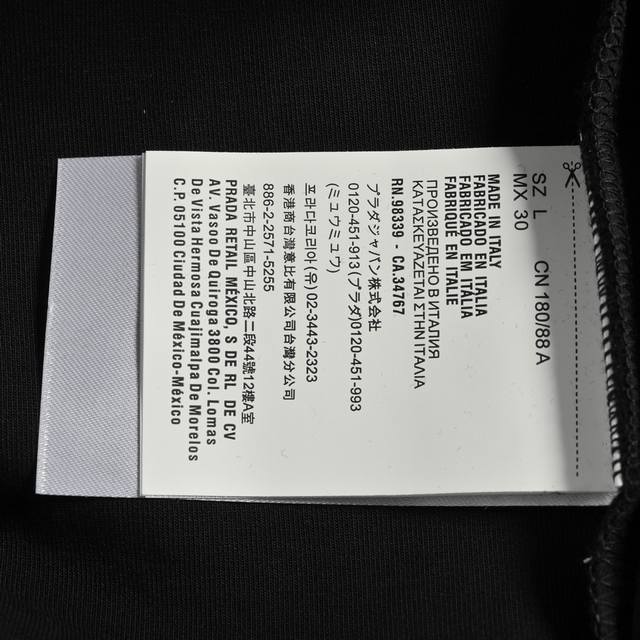 SZ L CN 180/88 A
MX 30
MADE IN ITALY
FABRICADO EN ITALIA
FABRICADO EM ITÁLIA
FABRIQUÉ EN ITALIE
ПРОИЗВЕДЕНО В ИТАЛИЯ
ΚΑΤΑΣΚΕΥΑΖΕΤΑΙ ΣΤΗΝ ΙΤΑΛΙΑ
RN.98339 - CA.34767
プラダジャパン株式会社
0120-451-913 (プラダ)0120-451-993
(ミュウミュウ)
프라다코리아 (유) 02-3443-2323
香港商台灣意比有限公司台灣分公司
886-2-2571-5255
臺北市中山區中山北路二段44號12樓A室
PRADA RETAIL MEXICO, S DE RL DE CV
AV. Vasoo De Quiroga 3800 Col. Lomas
De Vista Hermosa Cuajimalpa De Morelos
C.P. 05100 Ciudad De México-México